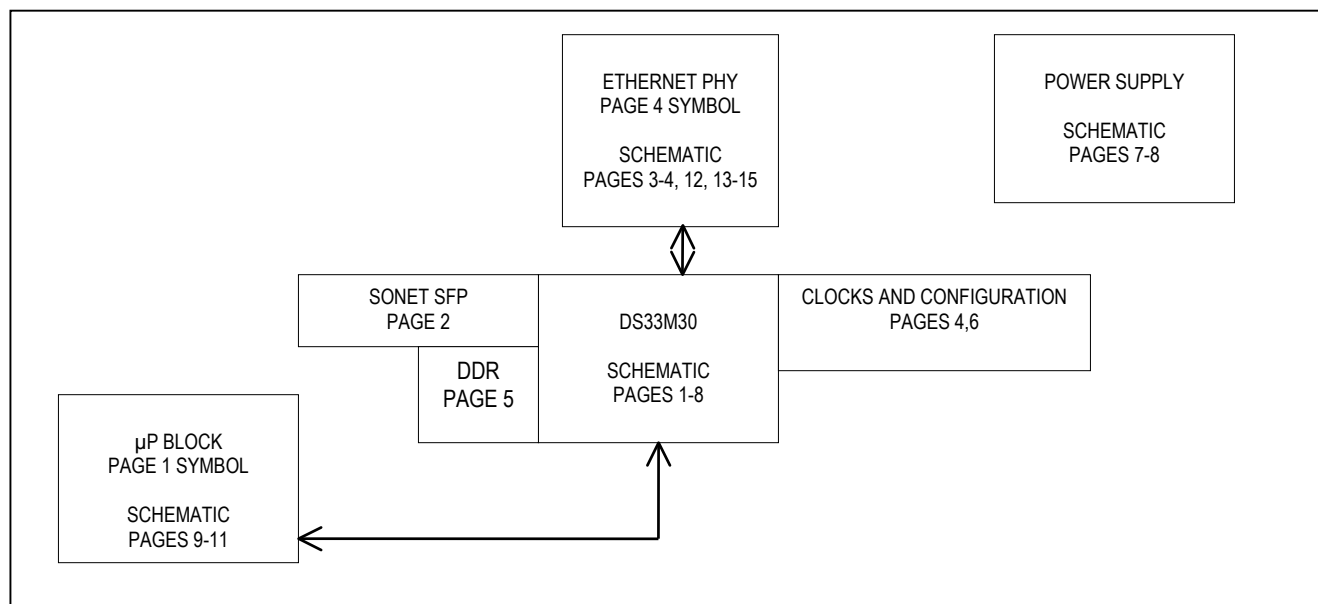 ETHERNET PHY
PAGE 4 SYMBOL
SCHEMATIC
PAGES 3-4, 12, 13-15
POWER SUPPLY
SCHEMATIC
PAGES 7-8
SONET SFP
PAGE 2
DS33M30
SCHEMATIC
PAGES 1-8
CLOCKS AND CONFIGURATION
PAGES 4,6
DDR
PAGE 5
µP BLOCK
PAGE 1 SYMBOL
SCHEMATIC
PAGES 9-11